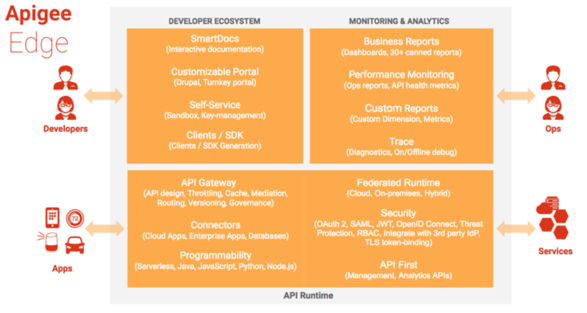 Apigee
Edge
DEVELOPER ECOSYSTEM
SmartDocs
(interactive documentation)
Customizable Portal
(Drupal, Turnkey portal)
Self-Service
(Sandbox, Key-management)
Clients / SDK
(Clients / SDK Generation)
MONITORING & ANALYTICS
Business Reports
(Dashboards, 30+ canned reports)
Performance Monitoring
(Ops reports, API health metrics)
Custom Reports
(Custom Dimension, Metrics)
Trace
(Diagnostics, On/Offline debug)
Developers
Ops
API Gateway
(API design, Throttling, Cache, Mediation,
Routing, Versioning, Governance)
Connectors
(Cloud Apps, Enterprise Apps, Databases)
Programmability
(Serverless, Java, JavaScript, Python, Node.js)
Federated Runtime
(Cloud, On-premises, Hybrid)
Security
(OAuth 2, SAML, JWT, OpenID Connect, Threat
Protection, RBAC, Integrate with 3rd party IdP,
TLS token-binding)
API First
(Management, Analytics APIs)
72
Apps
Services
API Runtime